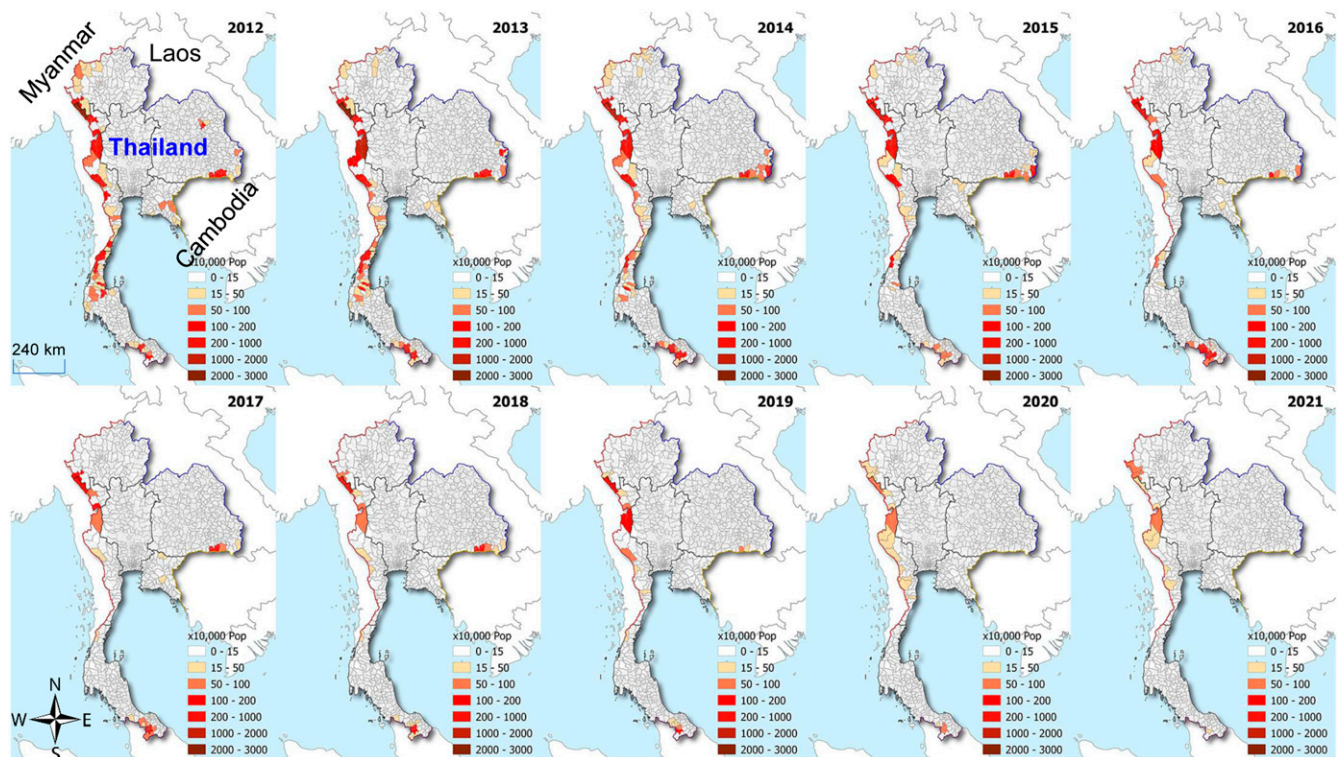 2012
Myanmar
Laos
Thailand
Cambodia
x10,000 Pop
0 - 15
15 - 50
50 - 100
100 - 200
200 - 1000
1000 - 2000
2000 - 3000
240 km
2013
x10,000 Pop
0 - 15
15 - 50
50 - 100
100 - 200
200 - 1000
1000 - 2000
2000 - 3000
2014
x10,000 Pop
0 - 15
15 - 50
50 - 100
100 - 200
200 - 1000
1000 - 2000
2000 - 3000
2015
x10,000 Pop
0 - 15
15 - 50
50 - 100
100 - 200
200 - 1000
1000 - 2000
2000 - 3000
2016
x10,000 Pop
0 - 15
15 - 50
50 - 100
100 - 200
200 - 1000
1000 - 2000
2000 - 3000
2017
x10,000 Pop
0 - 15
15 - 50
50 - 100
100 - 200
200 - 1000
1000 - 2000
2000 - 3000
N
W E
S
2018
x10,000 Pop
0 - 15
15 - 50
50 - 100
100 - 200
200 - 1000
1000 - 2000
2000 - 3000
2019
x10,000 Pop
0 - 15
15 - 50
50 - 100
100 - 200
200 - 1000
1000 - 2000
2000 - 3000
2020
x10,000 Pop
0 - 15
15 - 50
50 - 100
100 - 200
200 - 1000
1000 - 2000
2000 - 3000
2021
x10,000 Pop
0 - 15
15 - 50
50 - 100
100 - 200
200 - 1000
1000 - 2000
2000 - 3000